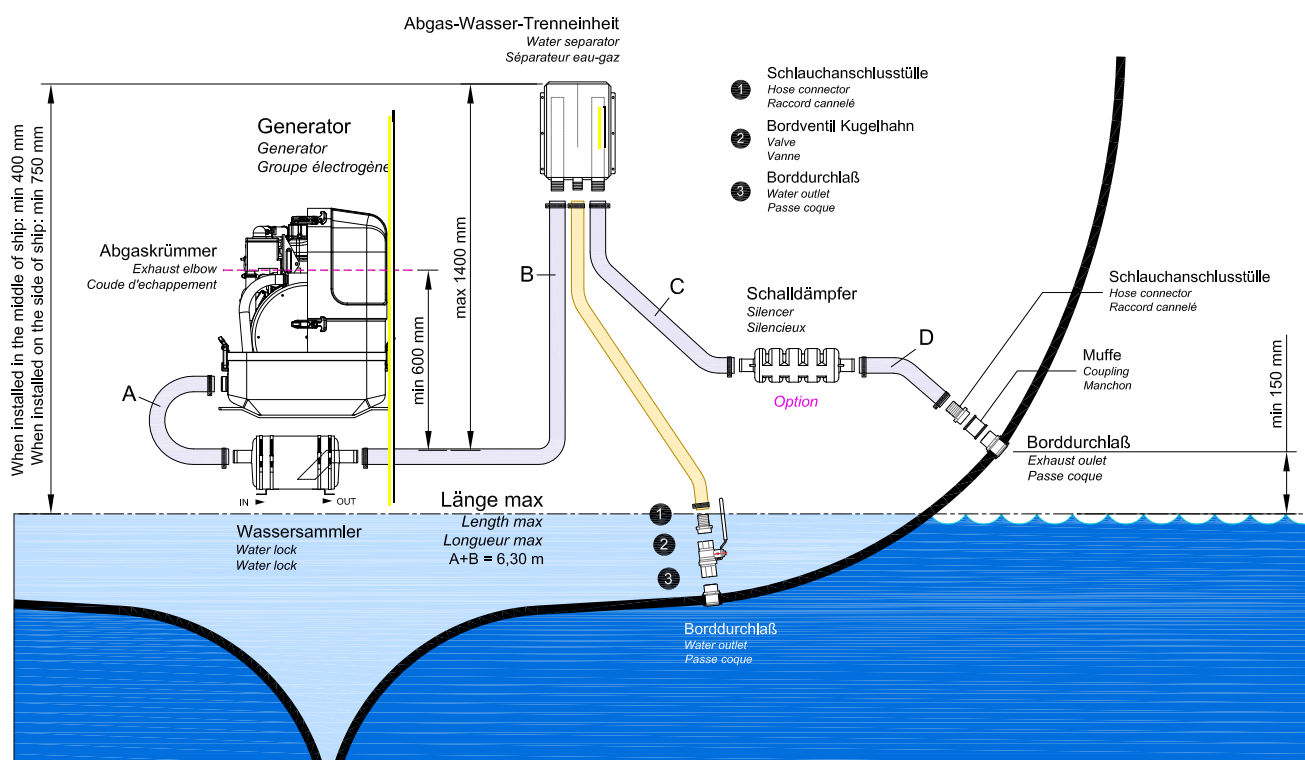 Abgas-Wasser-Trenneinheit
Water separator
Séparateur eau-gaz
1
Schlauchanschlusstülle
Hose connector
Raccord cannelé
2
Bordventil Kugelhahn
Valve
Vanne
3
Borddurchlaß
Water outlet
Passe coque
When installed in the middle of ship: min 400 mm
When installed on the side of ship: min 750 mm
Generator
Generator
Groupe électrogène
max 1400 mm
Abgaskrümmer
Exhaust elbow
Coude d'echappement
min 600 mm
A
B
C
Schalldämpfer
Silencer
Silencieux
Option
D
Schlauchanschlusstülle
Hose connector
Raccord cannelé
Muffe
Coupling
Manchon
min 150 mm
Borddurchlaß
Exhaust oulet
Passe coque
IN
OUT
Wassersammler
Water lock
Water lock
Länge max
Length max
Longueur max
A+B = 6,30 m
1
2
3
Borddurchlaß
Water outlet
Passe coque